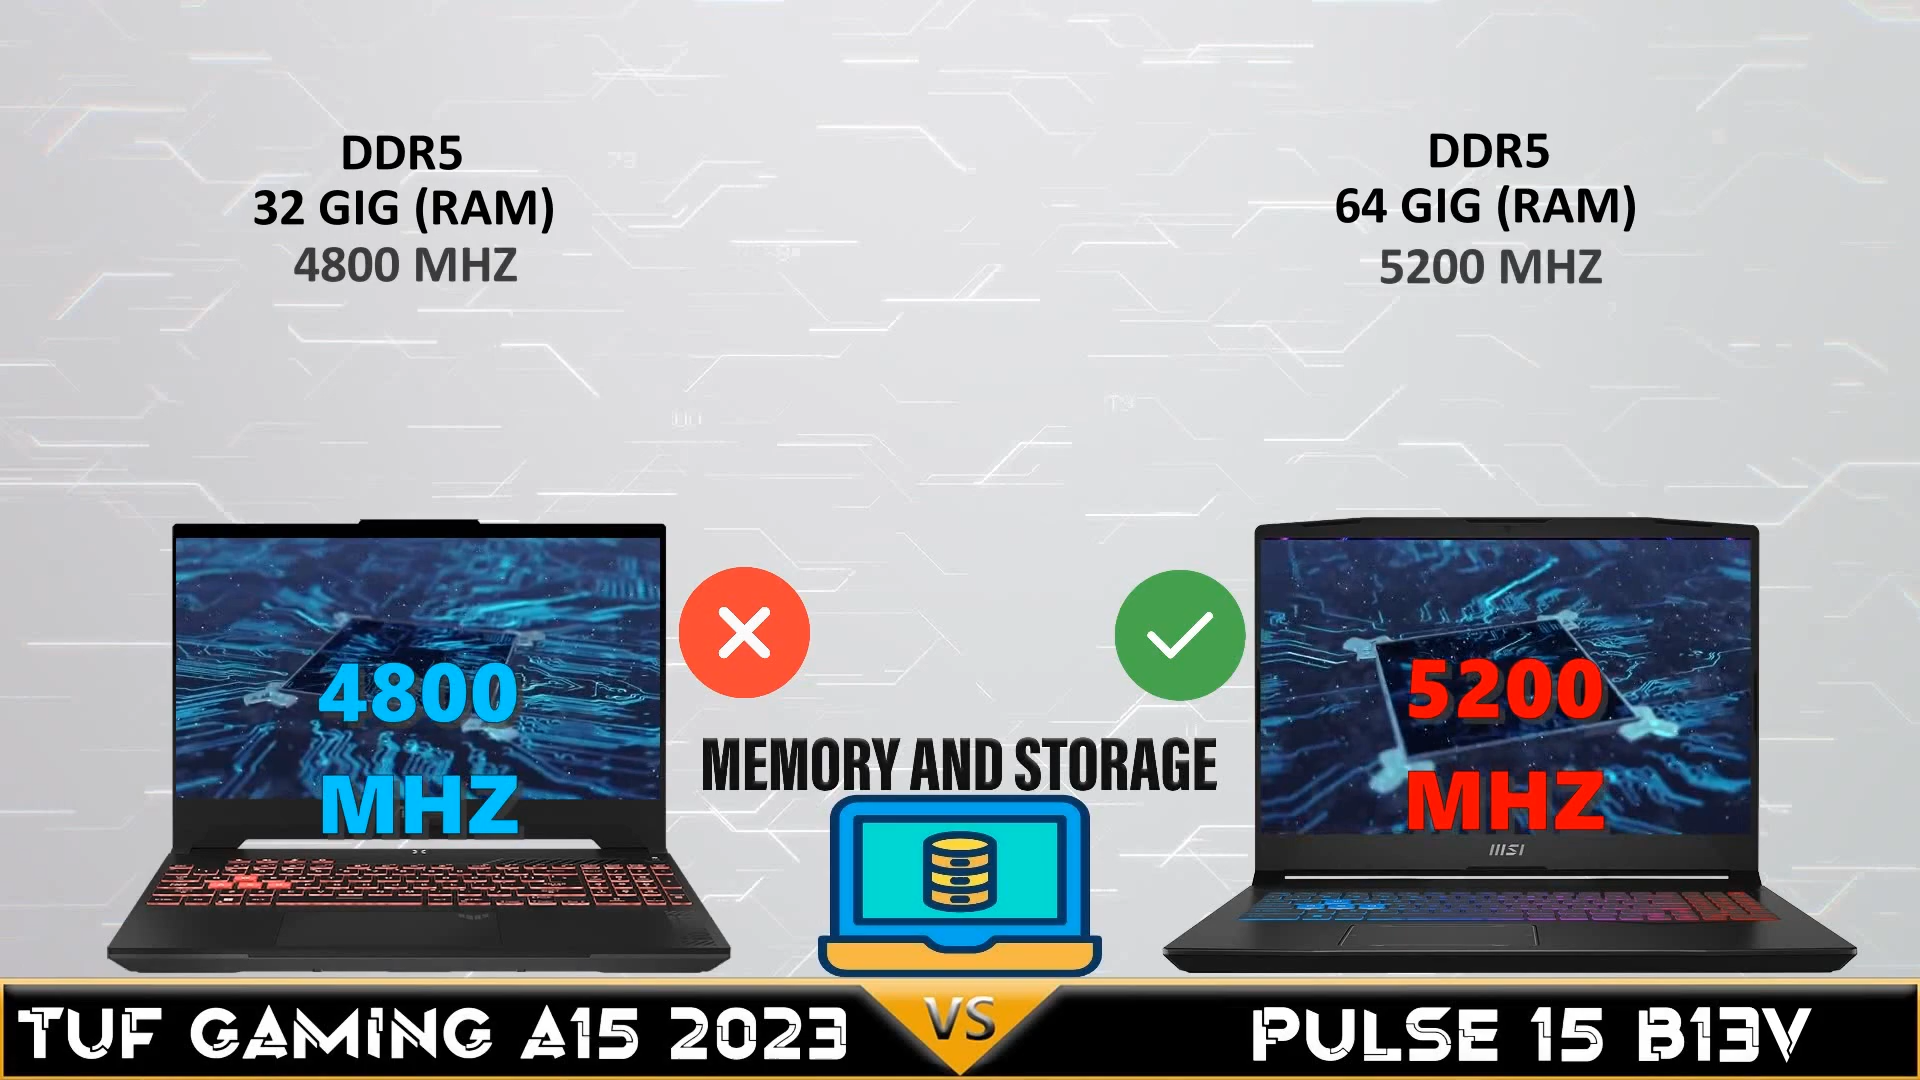 DDR5
32 GIG (RAM)
4800 MHZ
DDR5
64 GIG (RAM)
5200 MHZ
4800
MHZ
5200
MHZ
MEMORY AND STORAGE
msi
TUF GAMING A15 2023
VS
PULSE 15 B13V